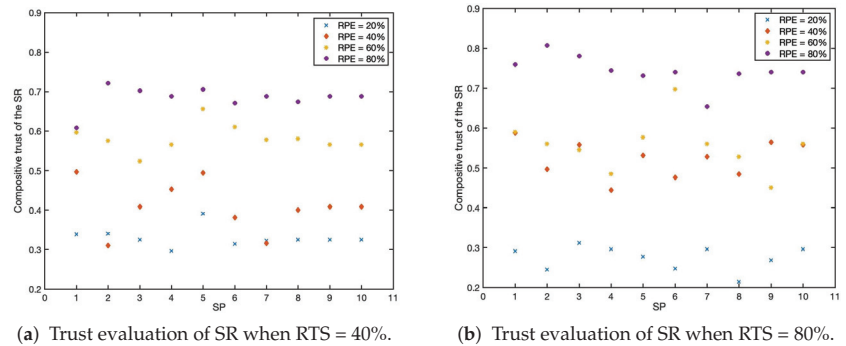 0.9
0.8
0.7
0.6
0.5
0.4
0.3
0.2
Compositive trust of the SR
0 1 2 3 4 5 6 7 8 9 10 11
SP
RPE = 20%
RPE = 40%
RPE = 60%
RPE = 80%
(a) Trust evaluation of SR when RTS = 40%.
0.9
0.8
0.7
0.6
0.5
0.4
0.3
0.2
Compositive trust of the SR
0 1 2 3 4 5 6 7 8 9 10 11
SP
RPE = 20%
RPE = 40%
RPE = 60%
RPE = 80%
(b) Trust evaluation of SR when RTS = 80%.